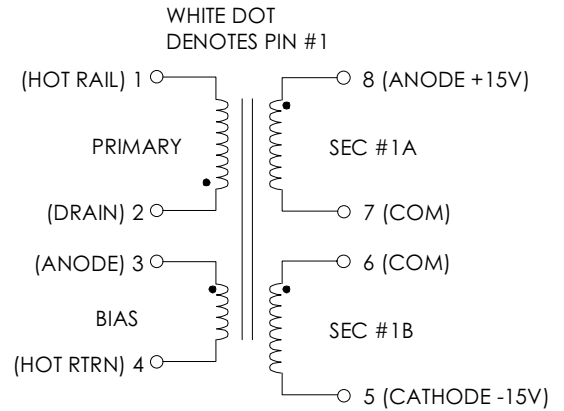 WHITE DOT
DENOTES PIN #1
(HOT RAIL) 1
8 (ANODE +15V)
PRIMARY
SEC #1A
(DRAIN) 2
7 (COM)
(ANODE) 3
6 (COM)
BIAS
SEC #1B
(HOT RTRN) 4
5 (CATHODE -15V)